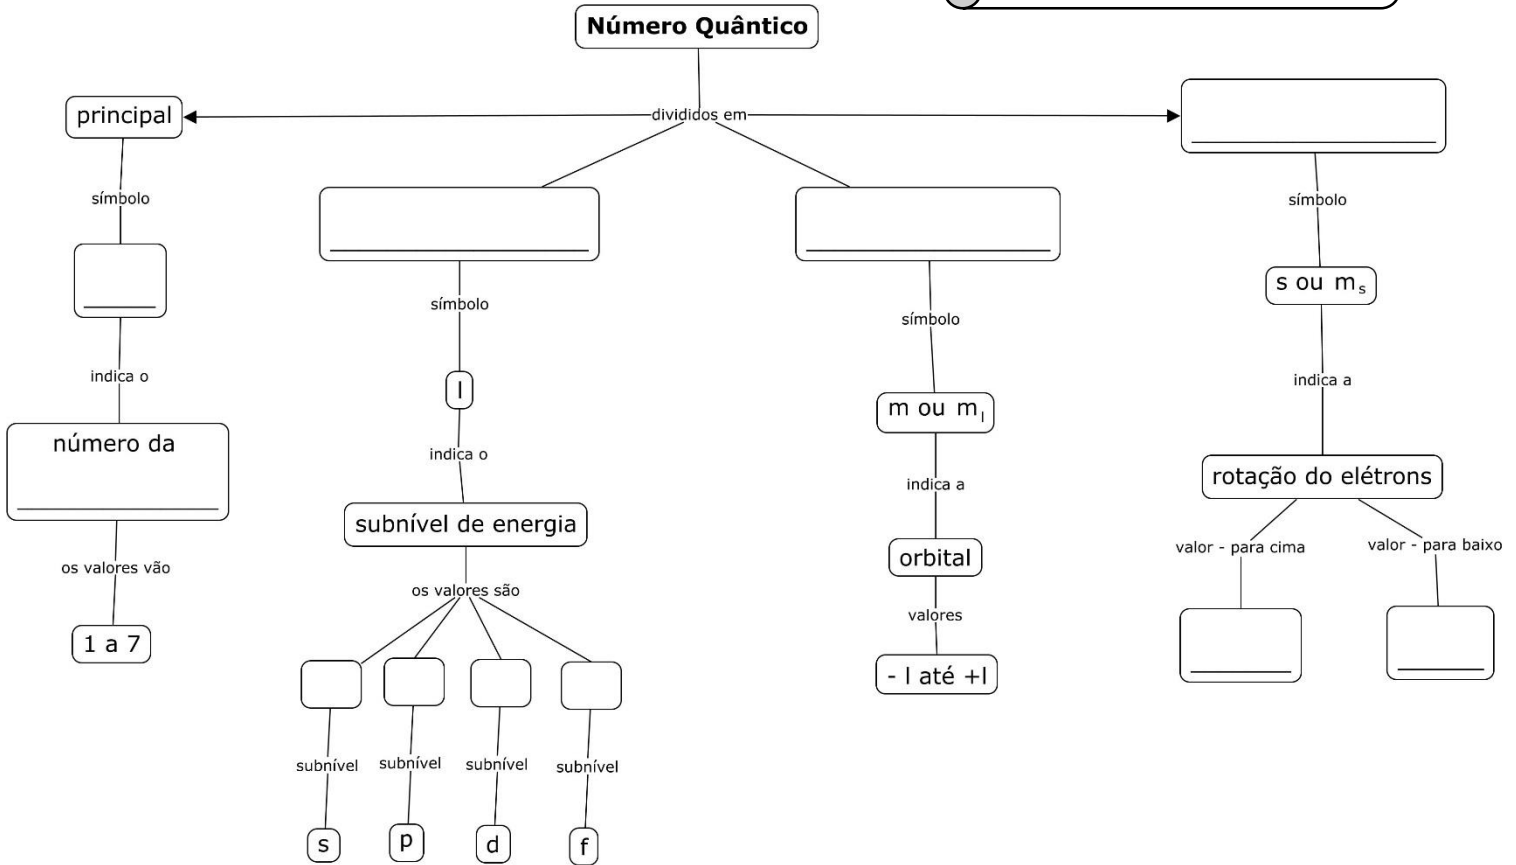 Número Quântico
divididos em
principal
símbolo
indica o
número da
os valores vão
1 a 7
símbolo
l
indica o
subnível de energia
os valores são
subnível
subnível
subnível
subnível
s
p
d
f
símbolo
m ou ml
indica a
orbital
valores
- l até +l
símbolo
s ou ms
indica a
rotação do elétrons
valor - para cima
valor - para baixo